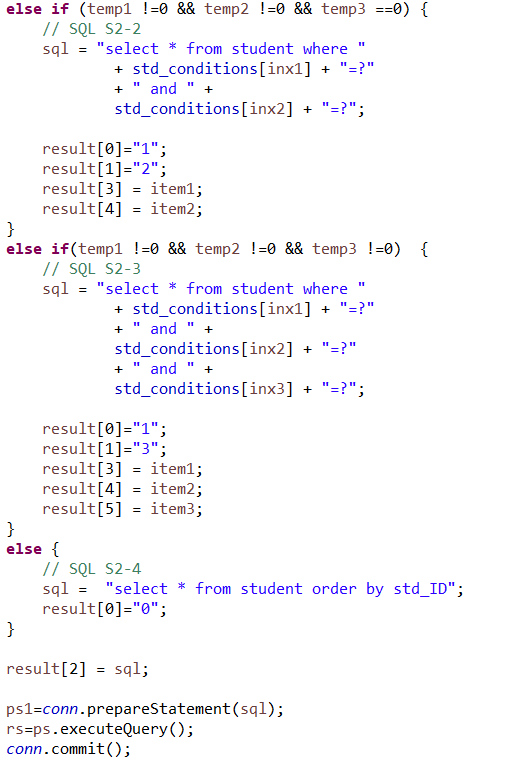 else if (temp1 !=0 && temp2 !=0 && temp3 ==0) {
// SQL S2-2
sql = "select * from student where "
+ std_conditions[inx1] + "=?"
+ " and " +
std_conditions[inx2] + "=?";
result[0]="1";
result[1]="2";
result[3] = item1;
result[4] = item2;
}
else if(temp1 !=0 && temp2 !=0 && temp3 !=0)  {
// SQL S2-3
sql = "select * from student where "
+ std_conditions[inx1] + "=?"
+ " and " +
std_conditions[inx2] + "=?"
+ " and " +
std_conditions[inx3] + "=?";
result[0]="1";
result[1]="3";
result[3] = item1;
result[4] = item2;
result[5] = item3;
}
else {
// SQL S2-4
sql =  "select * from student order by std_ID";
result[0]="0";
}
result[2] = sql;
ps1=conn.prepareStatement(sql);
rs=ps.executeQuery();
conn.commit();